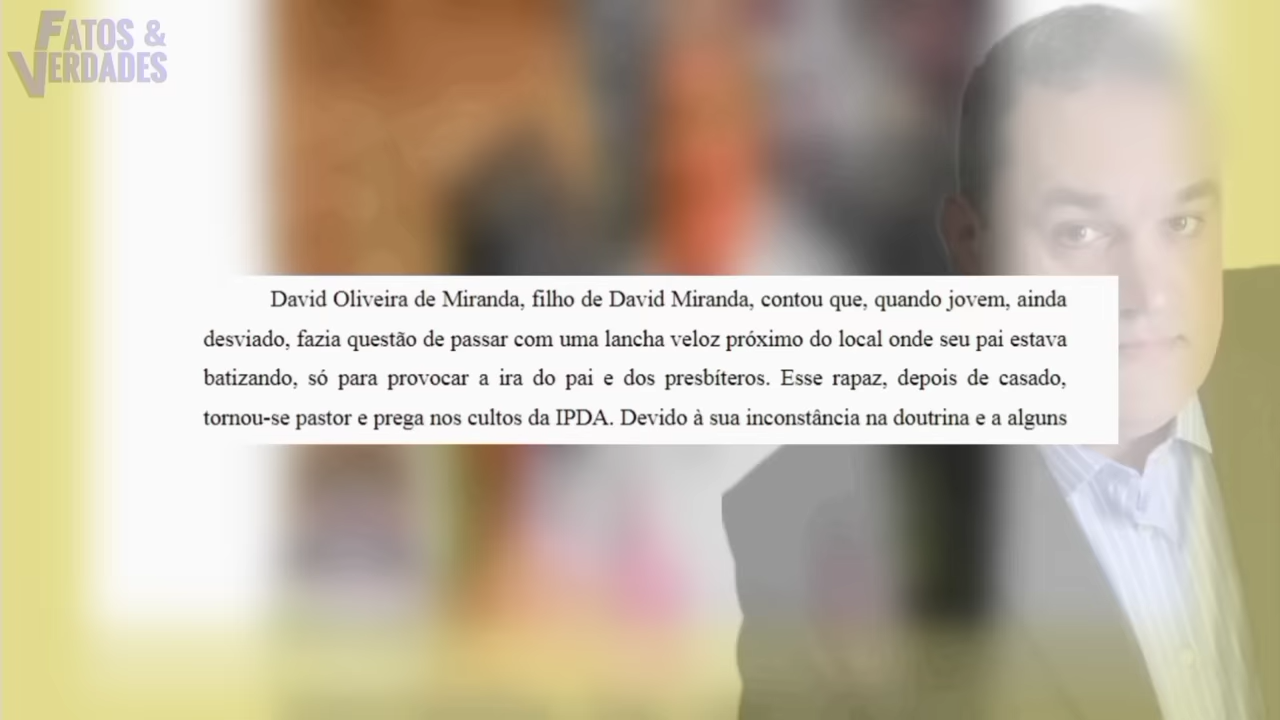 FATOS &
VERDADES
David Oliveira de Miranda, filho de David Miranda, contou que, quando jovem, ainda
desviado, fazia questão de passar com uma lancha veloz próximo do local onde seu pai estava
batizando, só para provocar a ira do pai e dos presbíteros. Esse rapaz, depois de casado,
tornou-se pastor e prega nos cultos da IPDA. Devido à sua inconstância na doutrina e a alguns